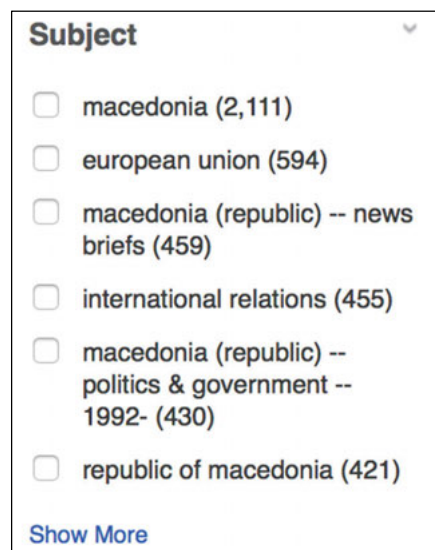 Subject
macedonia (2,111)
european union (594)
macedonia (republic) -- news
briefs (459)
international relations (455)
macedonia (republic) --
politics & government --
1992- (430)
republic of macedonia (421)
Show More